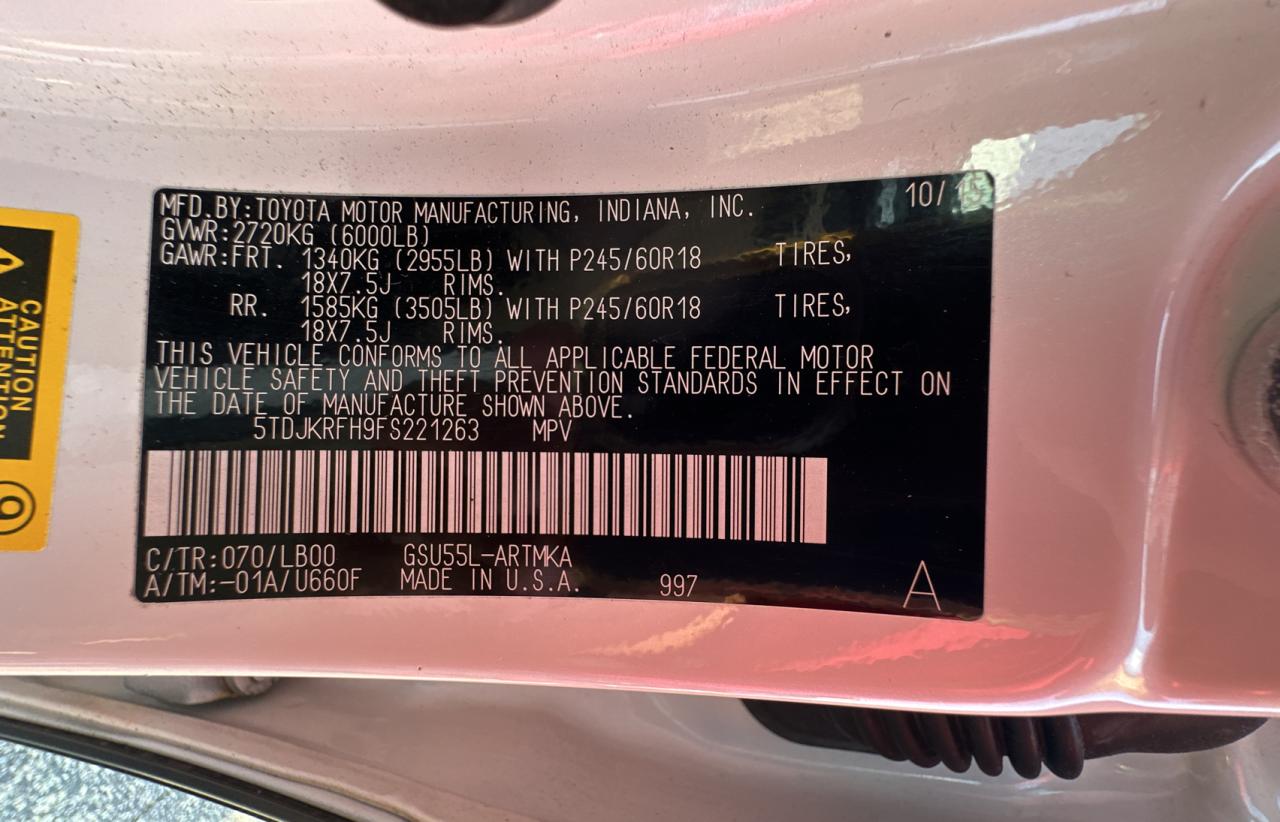 MFD.BY:TOYOTA MOTOR MANUFACTURING, INDIANA, INC. 10/
GVWR:2720KG (6000LB)
GAWR:FRT. 1340KG (2955LB) WITH P245/60R18 TIRES,
18X7.5J RIMS.
RR. 1585KG (3505LB) WITH P245/60R18 TIRES,
18X7.5J RIMS.
THIS VEHICLE CONFORMS TO ALL APPLICABLE FEDERAL MOTOR
VEHICLE SAFETY AND THEFT PREVENTION STANDARDS IN EFFECT ON
THE DATE OF MANUFACTURE SHOWN ABOVE.
5TDJKRFH9FS221263 MPV
C/TR:070/LB00 GSU55L-ARTMKA
A/TM:-01A/U660F MADE IN U.S.A. 997 A
CAUTION
ATTENTION